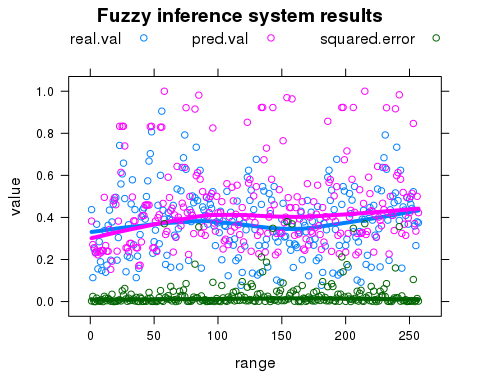 Fuzzy inference system results
real.val pred.val squared.error
1.0
0.8
0.6
0.4
0.2
0.0
value
0 50 100 150 200 250
range